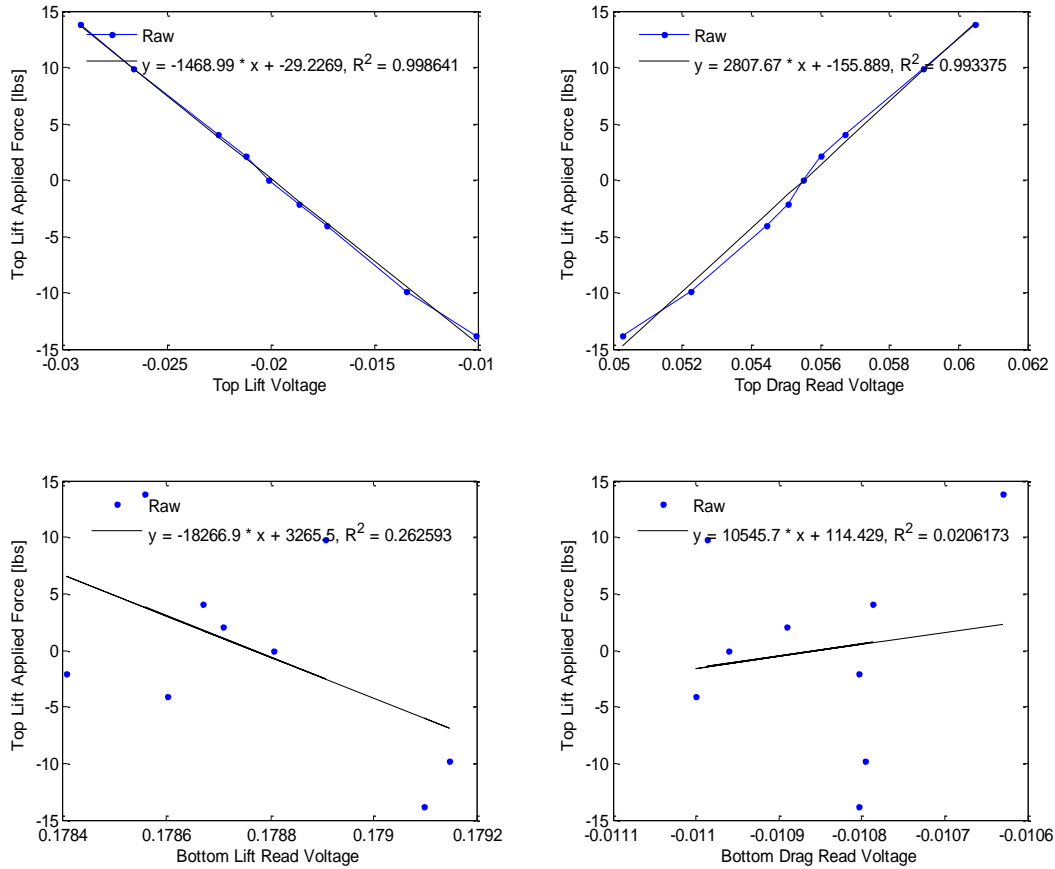 15
10
5
0
-5
-10
-15
Top Lift Applied Force [lbs]
Raw
y = -1468.99 * x + -29.2269, R2 = 0.998641
-0.03 -0.025 -0.02 -0.015 -0.01
Top Lift Voltage
15
10
5
0
-5
-10
-15
Top Lift Applied Force [lbs]
Raw
y = 2807.67 * x + -155.889, R2 = 0.993375
0.05 0.052 0.054 0.056 0.058 0.06 0.062
Top Drag Read Voltage
15
10
5
0
-5
-10
-15
Top Lift Applied Force [lbs]
Raw
y = -18266.9 * x + 3265.5, R2 = 0.262593
0.1784 0.1786 0.1788 0.179 0.1792
Bottom Lift Read Voltage
15
10
5
0
-5
-10
-15
Top Lift Applied Force [lbs]
Raw
y = 10545.7 * x + 114.429, R2 = 0.0206173
-0.0111 -0.011 -0.0109 -0.0108 -0.0107 -0.0106
Bottom Drag Read Voltage